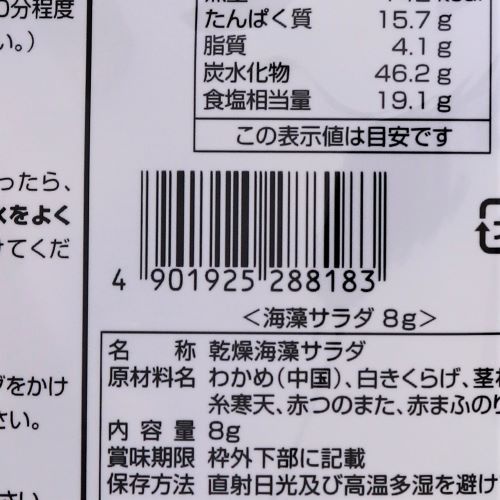 0分程度
い。)
たんぱく質 15.7g
脂質 4.1g
炭水化物 46.2g
食塩相当量 19.1g
この表示値は目安です
ったら、
水をよく
けてくだ
4 901925 288183
<海藻サラダ 8g>
名 称 乾燥海藻サラダ
原材料名 わかめ(中国)、白きくらげ、茎
糸寒天、赤つのまた、赤まふのり
内容量 8g
賞味期限 枠外下部に記載
保存方法 直射日光及び高温多湿を避け
グをかけ
さい。
さい